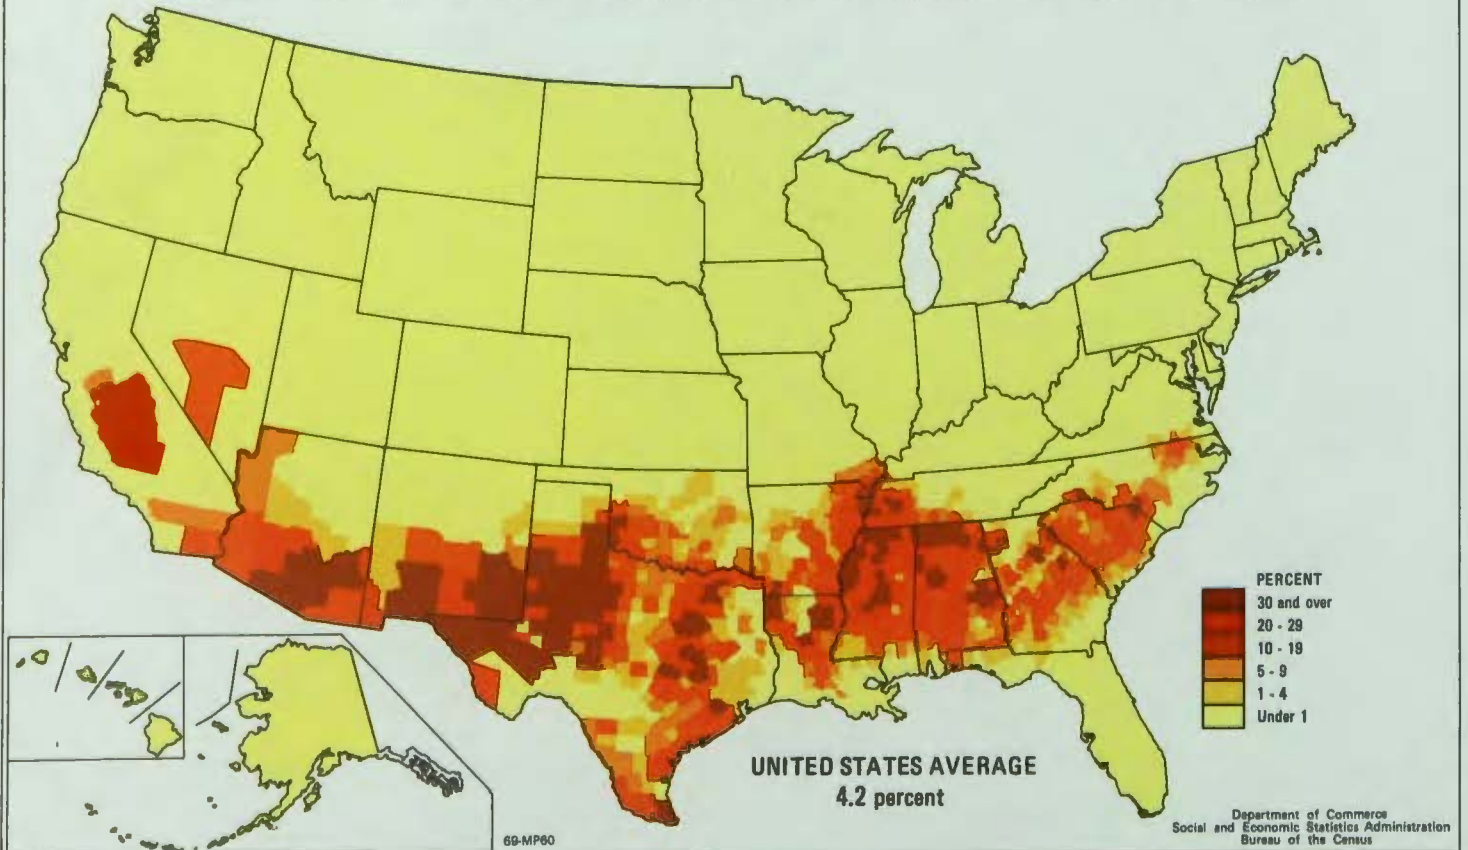 PERCENT
30 and over
20 - 29
10 - 19
5 - 9
1 - 4
Under 1
UNITED STATES AVERAGE
4.2 percent
69-MP60
Department of Commerce
Social and Economic Statistics Administration
Bureau of the Census